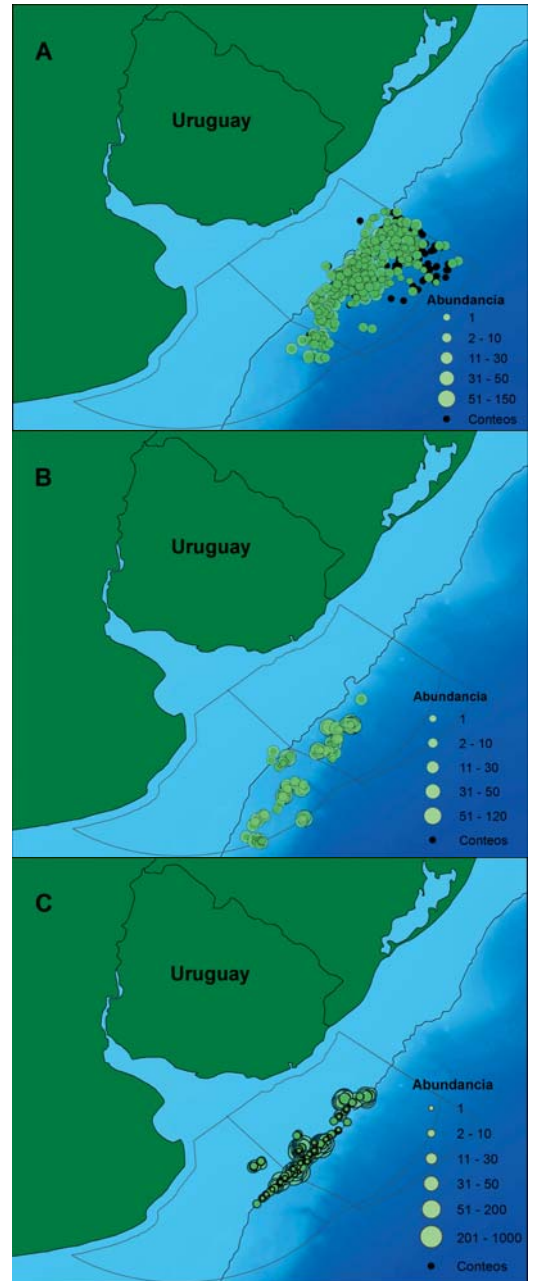 A
Uruguay
Abundancia
1
2 - 10
11 - 30
31 - 50
51 - 150
Conteos
B
Uruguay
Abundancia
1
2 - 10
11 - 30
31 - 50
51 - 120
Conteos
C
Uruguay
Abundancia
1
2 - 10
11 - 30
31 - 50
51 - 200
201 - 1000
Conteos